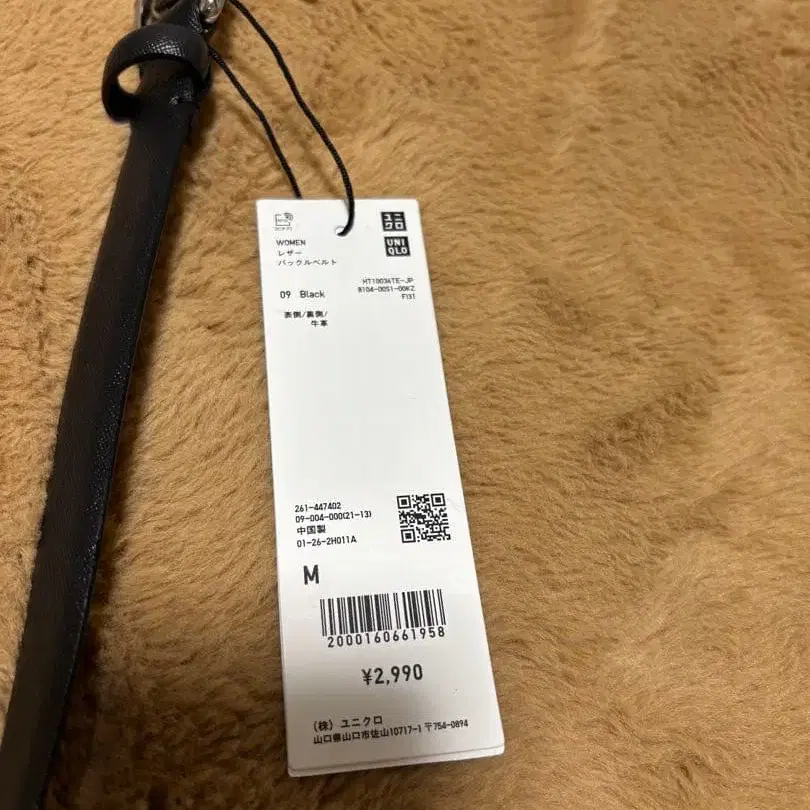 ユニクロ
UNIQLO
WOMEN
レザー
バックルベルト
09 Black
HT10034TE-JP
8104-00S1-00KZ
F131
表側/裏側/
牛革
261-447402
09-004-000(21-13)
中国製
01-26-2H011A
M
2000160661958
¥2,990
(株) ユニクロ
山口県山口市佐山10717-1 〒754-0894